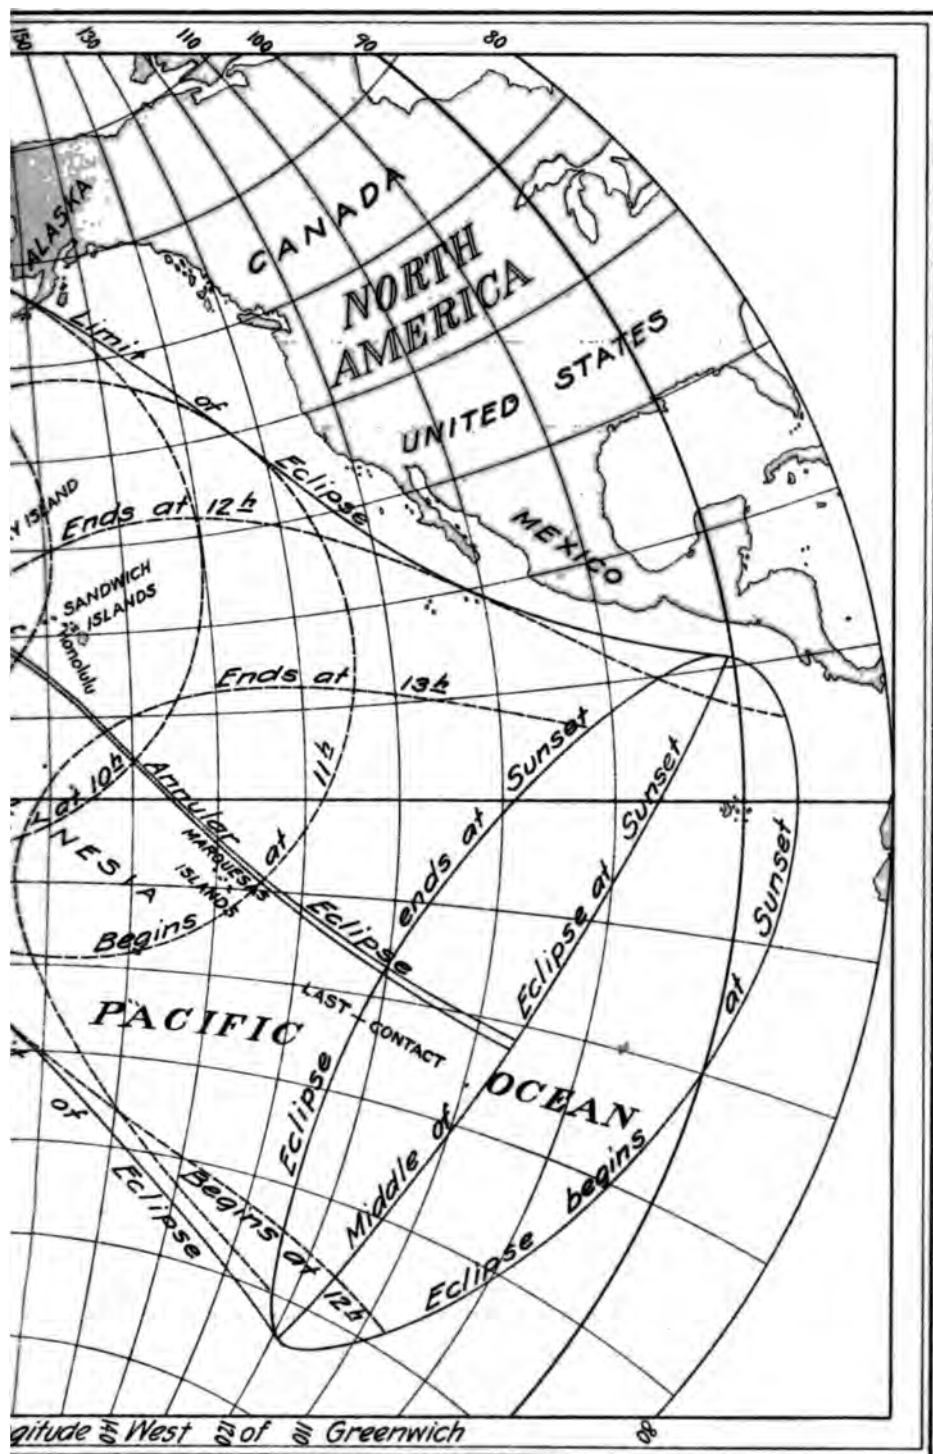 150 130 110 100 90 80
ALASKA
CANADA
NORTH
AMERICA
UNITED STATES
MEXICO
Limit of Eclipse
ISLAND
Ends at 12h
SANDWICH
ISLANDS
Honolulu
Ends at 13h
at 10h
NESIA
Annular Eclipse
MARQUESAS
ISLANDS
Begins at 11h
Eclipse ends at Sunset
Middle of Eclipse at Sunset
Eclipse begins at Sunset
LAST CONTACT
PACIFIC OCEAN
of Eclipse
Begins at 12h
gitude 140 West 120 of 110 Greenwich 80